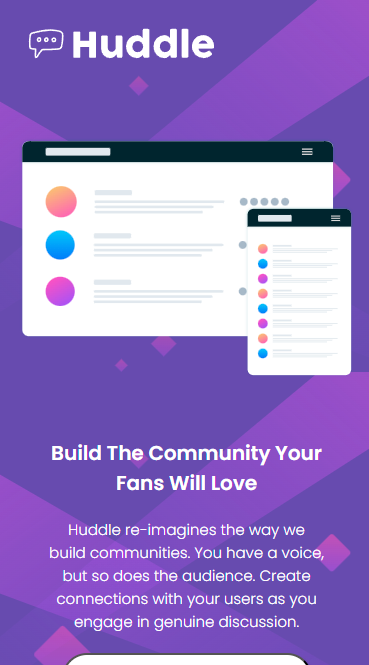 Huddle
Build The Community Your
Fans Will Love
Huddle re-imagines the way we
build communities. You have a voice,
but so does the audience. Create
connections with your users as you
engage in genuine discussion.